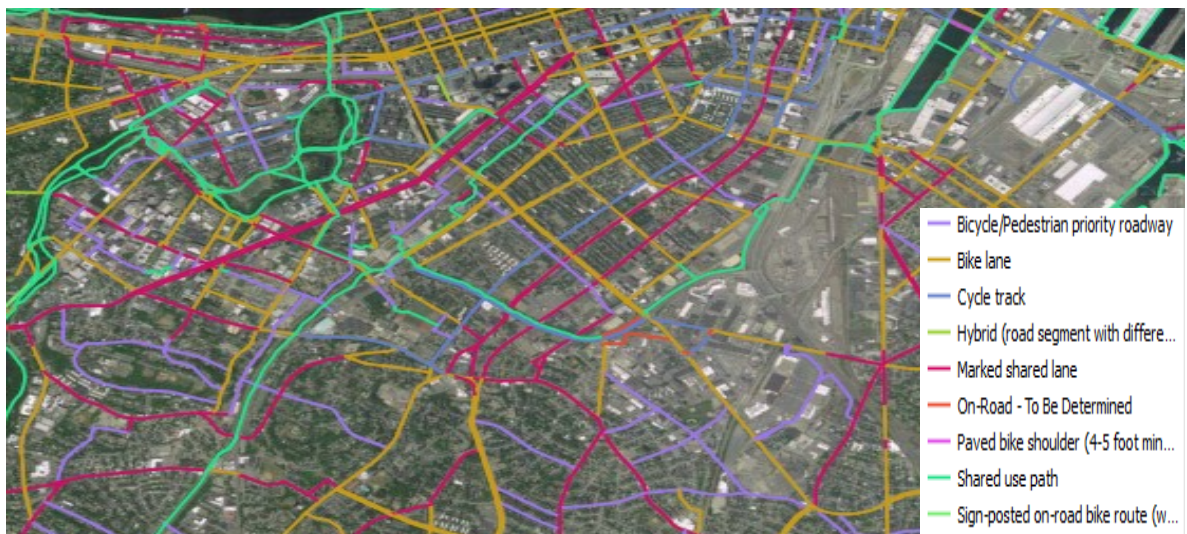 Bicycle/Pedestrian priority roadway
Bike lane
Cycle track
Hybrid (road segment with differe...
Marked shared lane
On-Road - To Be Determined
Paved bike shoulder (4-5 foot min...
Shared use path
Sign-posted on-road bike route (w...